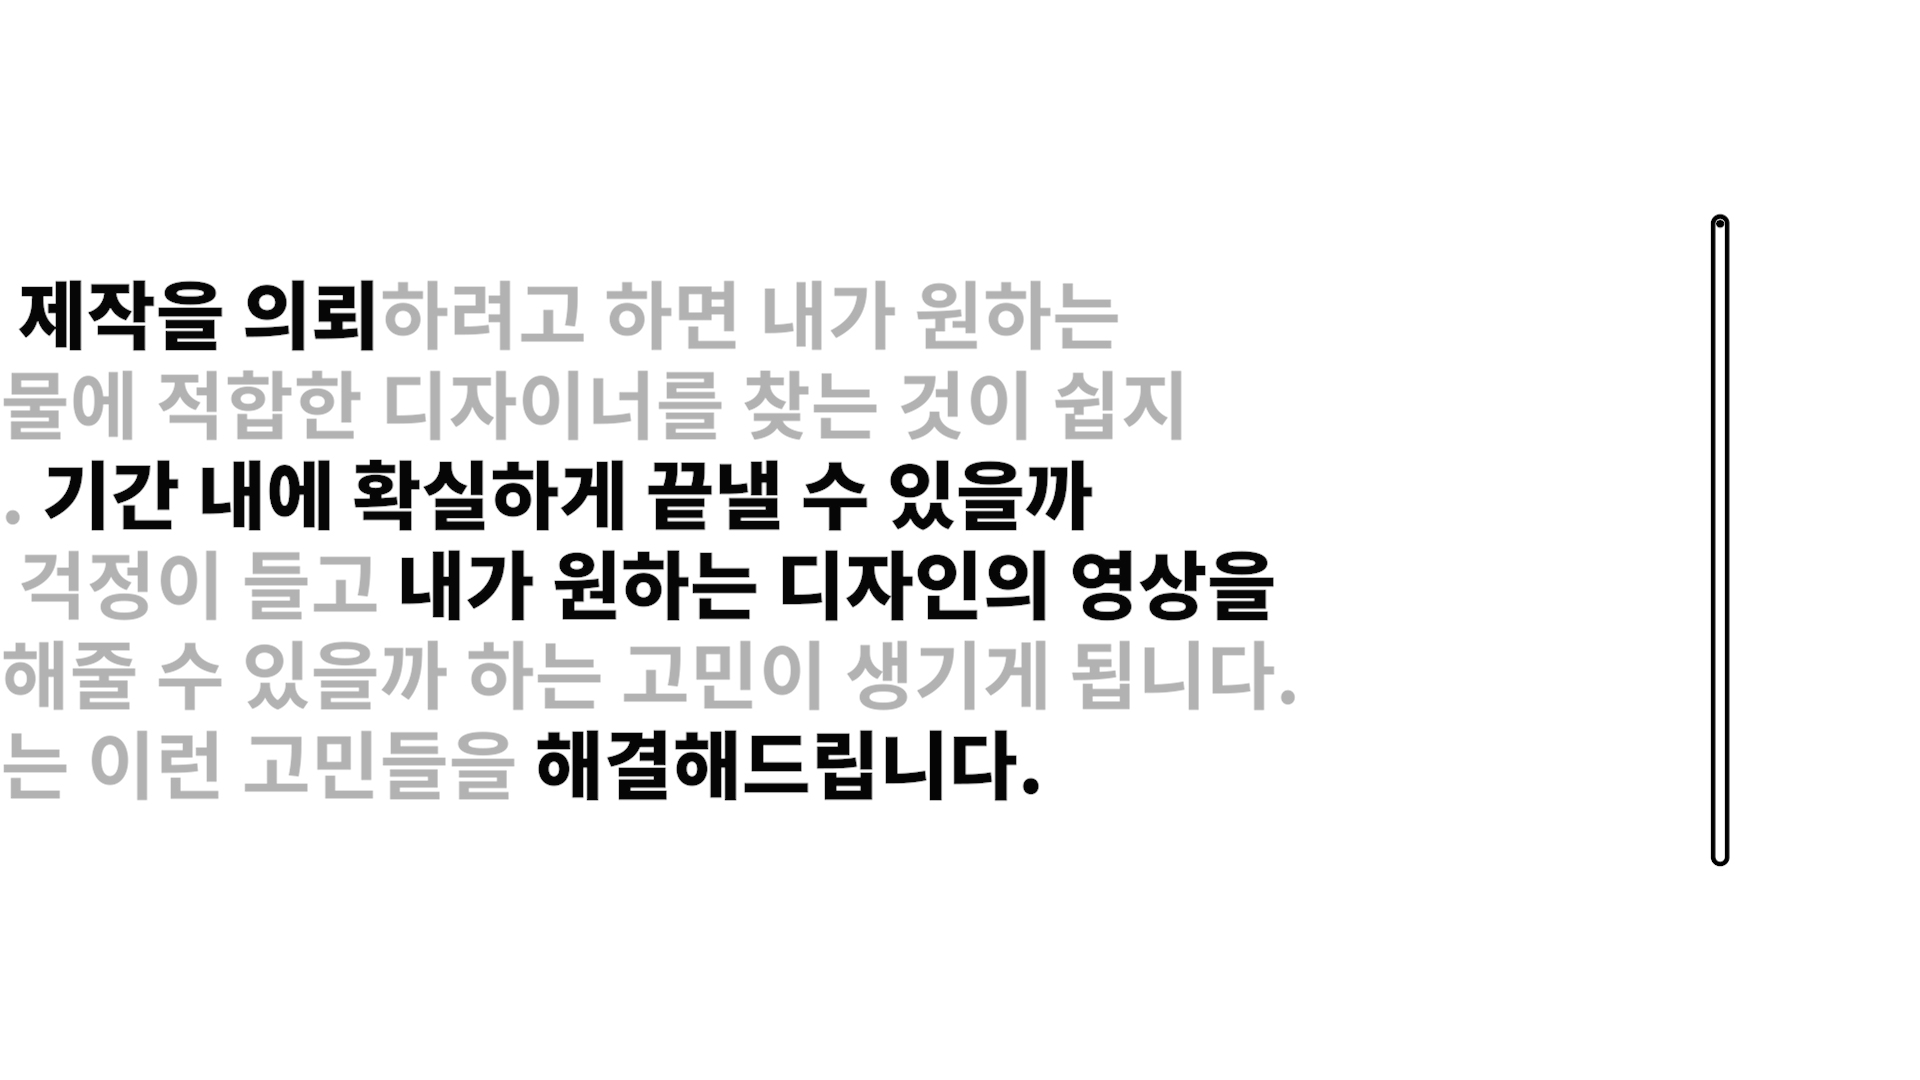 제작을 의뢰하려고 하면 내가 원하는
물에 적합한 디자이너를 찾는 것이 쉽지
. 기간 내에 확실하게 끝낼 수 있을까
걱정이 들고 내가 원하는 디자인의 영상을
해줄 수 있을까 하는 고민이 생기게 됩니다.
는 이런 고민들을 해결해드립니다.